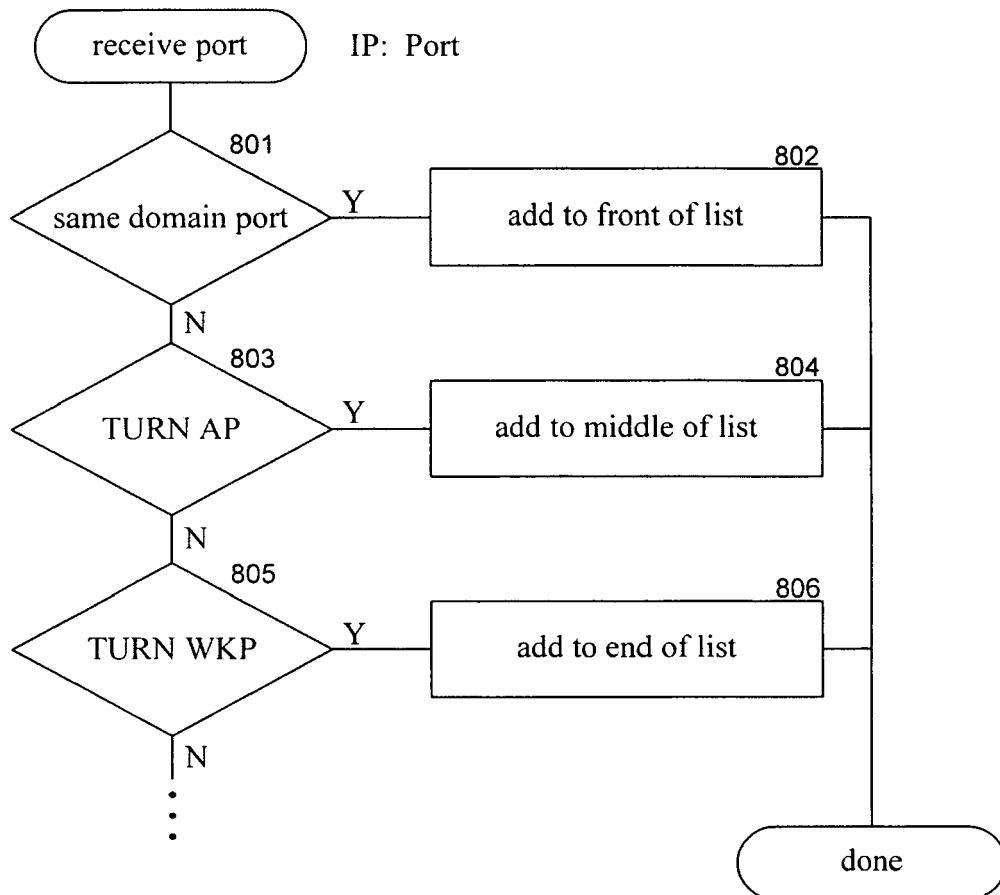 receive port
IP: Port
801
same domain port
Y
802
add to front of list
N
803
TURN AP
Y
804
add to middle of list
N
805
TURN WKP
Y
806
add to end of list
N
done